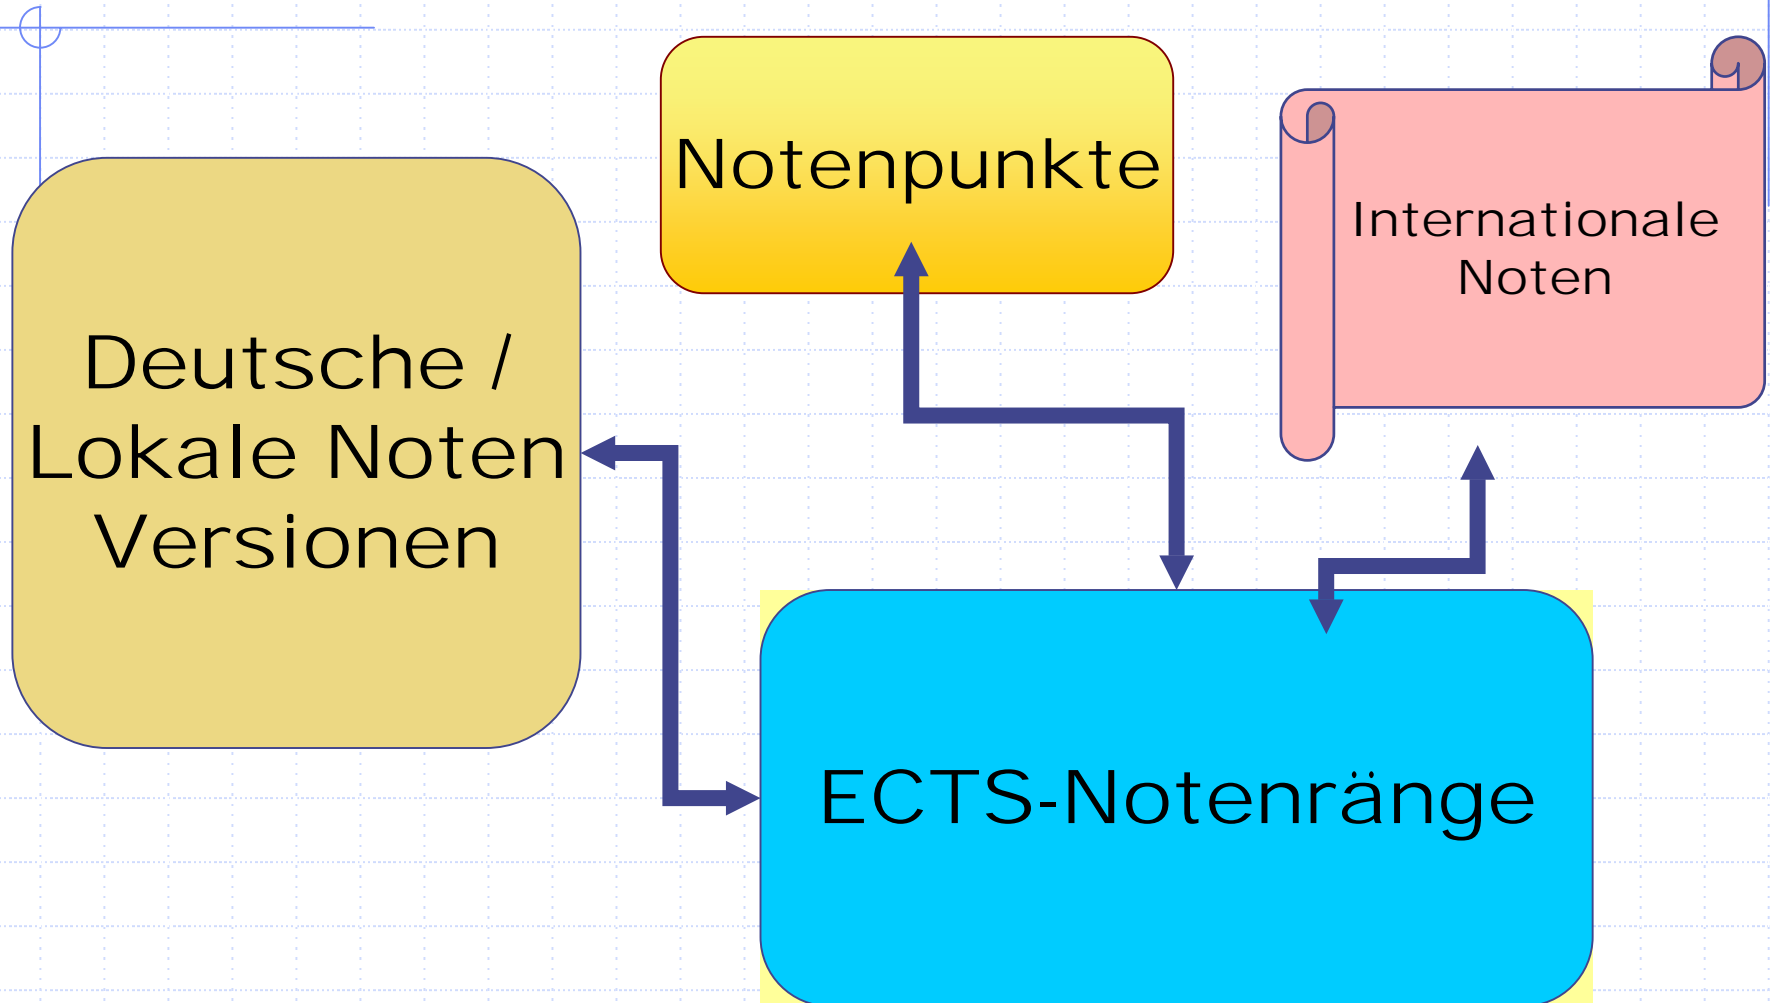 Notenpunkte
Internationale
Noten
Deutsche /
Lokale Noten
Versionen
ECTS-Notenränge